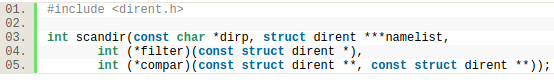 01. #include <dirent.h>
02.
03. int scandir(const char *dirp, struct dirent ***namelist,
04.        int (*filter)(const struct dirent *),
05.        int (*compar)(const struct dirent **, const struct dirent **));